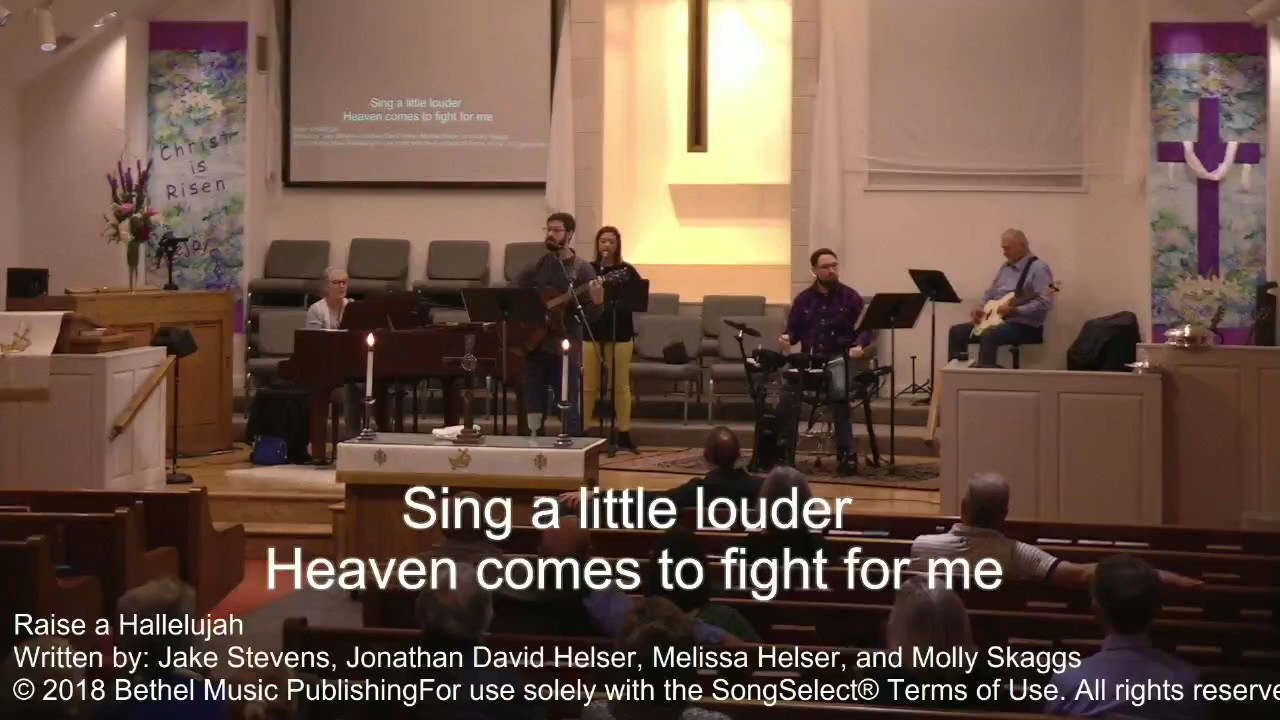 Sing a little louder
Heaven comes to fight for me
Christ
is
Risen
Sing a little louder
Heaven comes to fight for me
Raise a Hallelujah
Written by: Jake Stevens, Jonathan David Helser, Melissa Helser, and Molly Skaggs
© 2018 Bethel Music PublishingFor use solely with the SongSelect® Terms of Use. All rights reserve